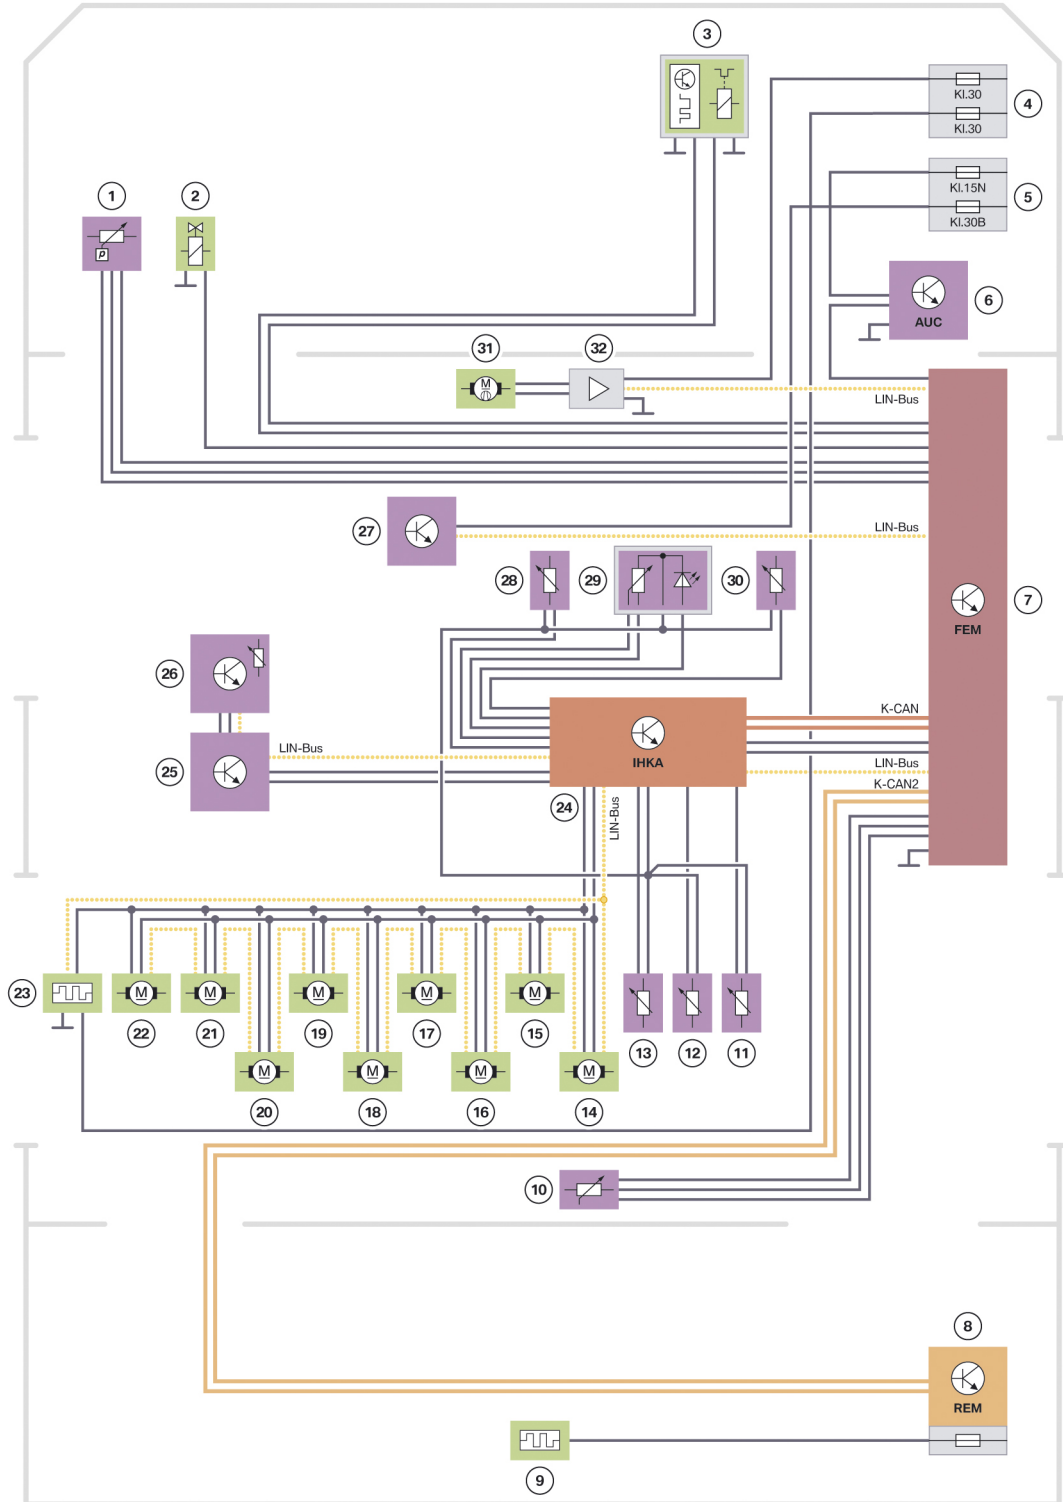 3
Kl.30
4
Kl.30
1
2
Kl.15N
5
Kl.30B
p
6
AUC
31
32
M
LIN-Bus
27
LIN-Bus
28
29
30
7
FEM
26
K-CAN
LIN-Bus
25
IHKA
LIN-Bus
K-CAN2
24
LIN-Bus
23
M
M
M
M
M
22
21
19
17
15
13
12
11
M
M
M
M
20
18
16
14
10
8
REM
9